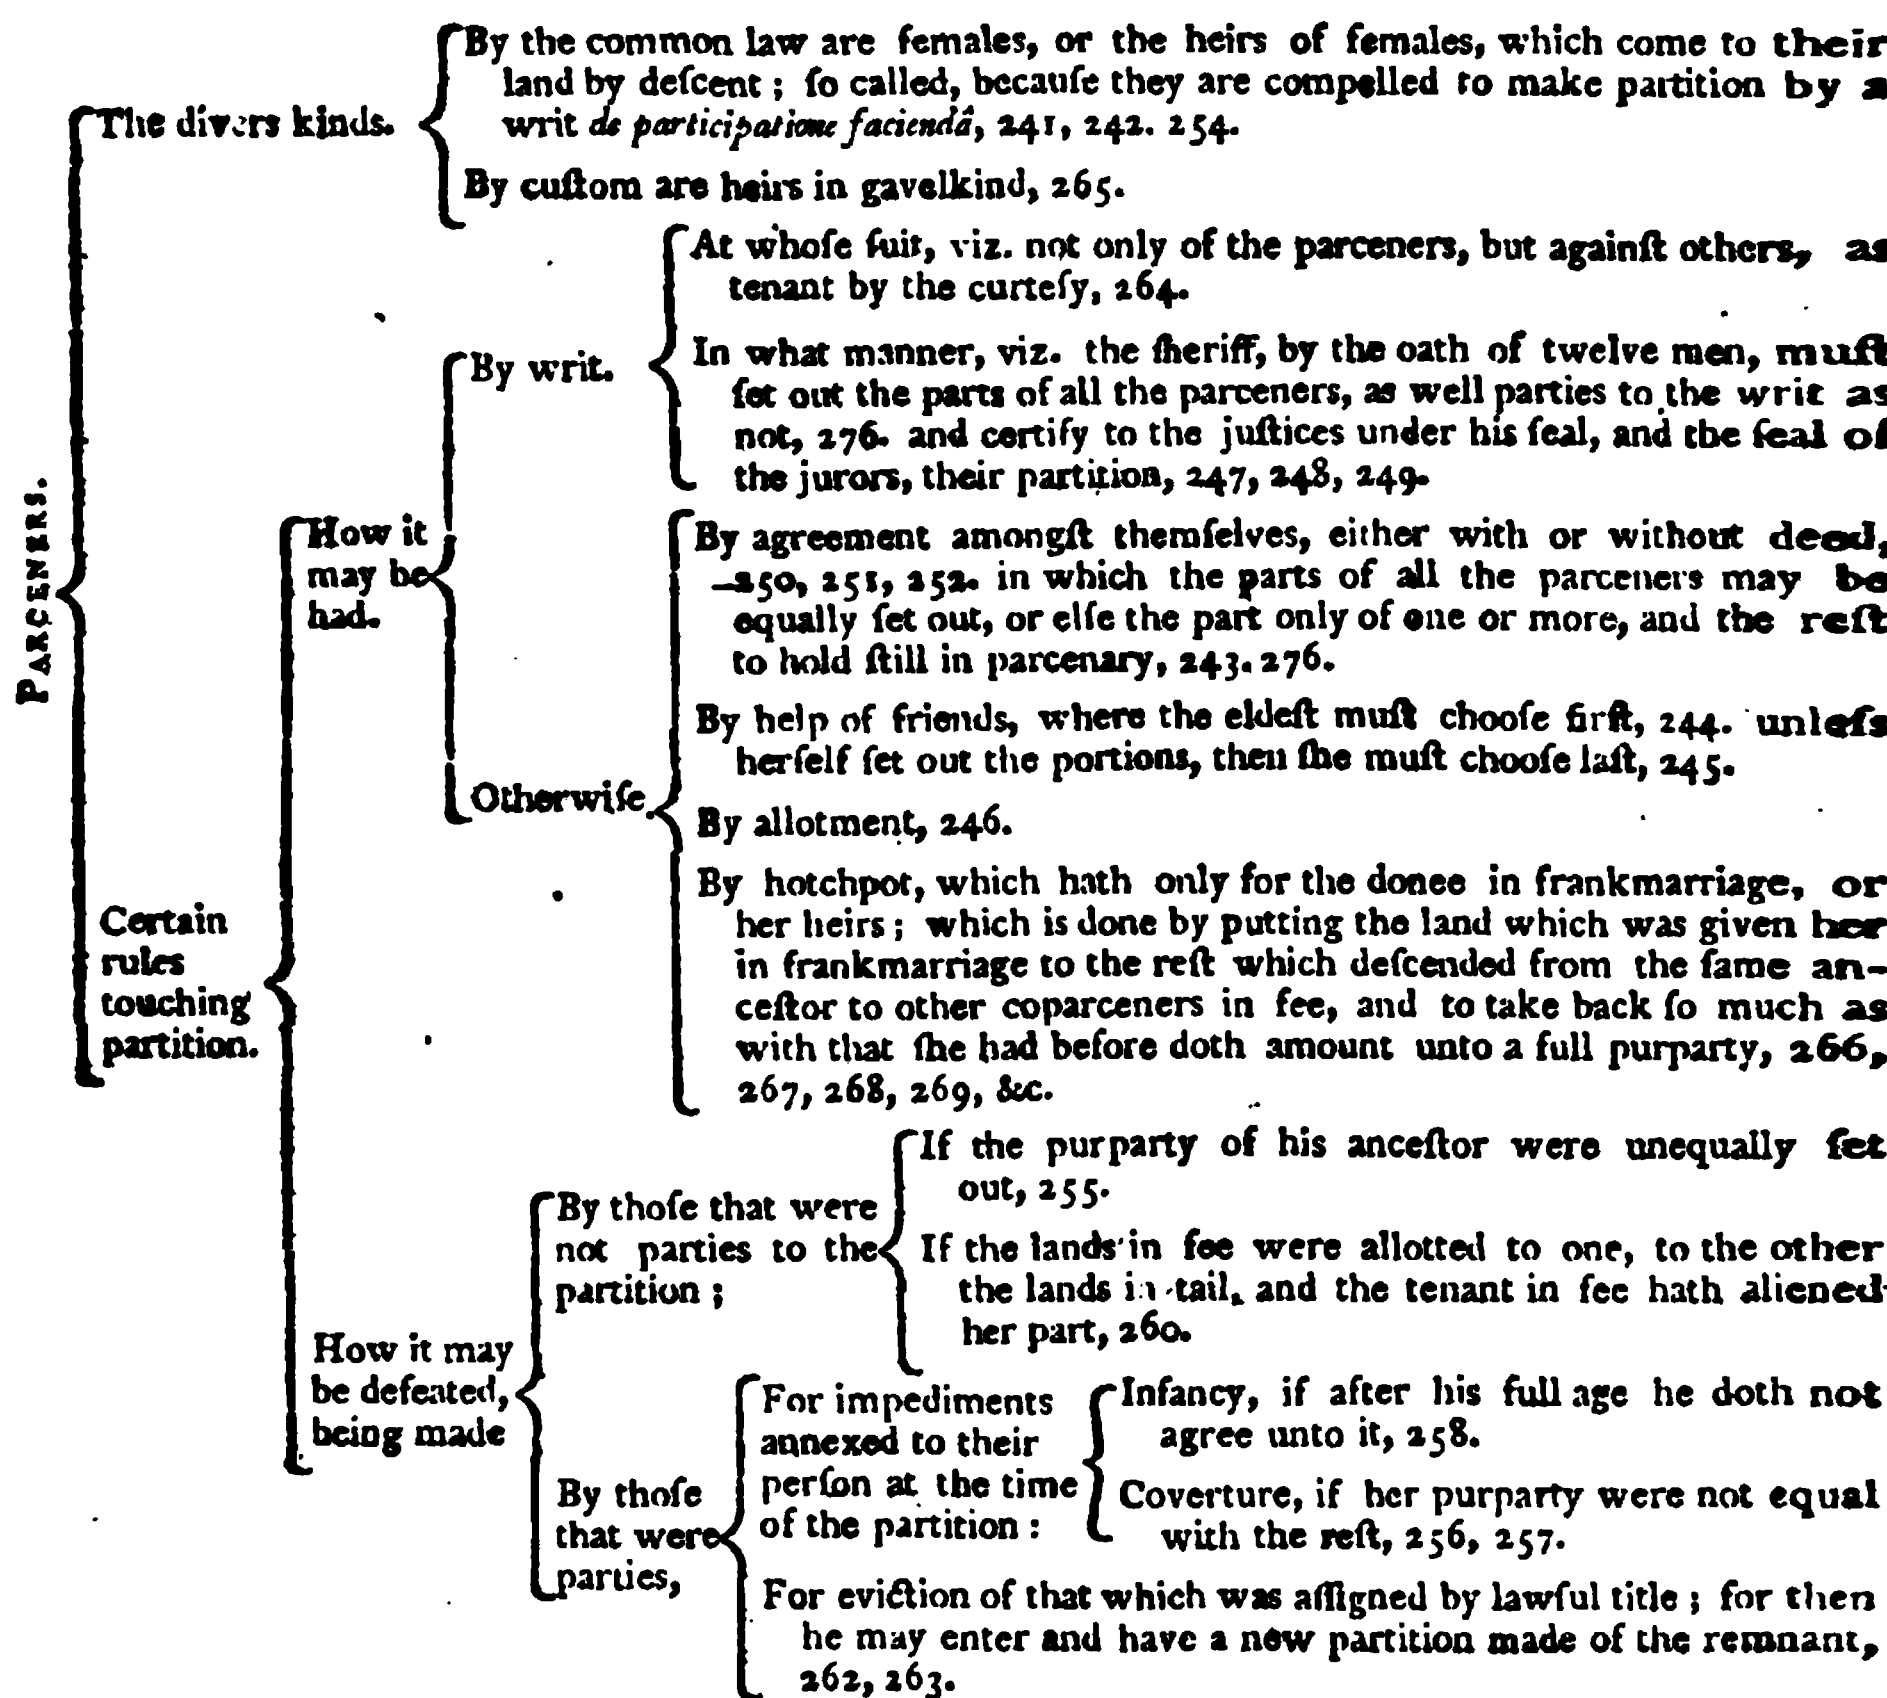 PARCENERS.
The divers kinds.
By the common law are females, or the heirs of females, which come to their
land by deſcent ; ſo called, becauſe they are compelled to make partition by a
writ de participatione faciendâ, 241, 242. 254.
By cuſtom are heirs in gavelkind, 265.
Certain
rules
touching
partition.
How it
may be
had.
By writ.
At whoſe ſuit, viz. not only of the parceners, but againſt others, as
tenant by the curteſy, 264.
In what manner, viz. the ſheriff, by the oath of twelve men, muſt
ſet out the parts of all the parceners, as well parties to the writ as
not, 276. and certify to the juſtices under his ſeal, and the ſeal of
the jurors, their partition, 247, 248, 249.
Otherwiſe
By agreement amongſt themſelves, either with or without deed,
250, 251, 252. in which the parts of all the parceners may be
equally ſet out, or elſe the part only of one or more, and the reſt
to hold ſtill in parcenary, 243. 276.
By help of friends, where the eldeſt muſt chooſe firſt, 244. unleſs
herſelf ſet out the portions, then ſhe muſt chooſe laſt, 245.
By allotment, 246.
By hotchpot, which hath only for the donee in frankmarriage, or
her heirs ; which is done by putting the land which was given her
in frankmarriage to the reſt which deſcended from the ſame an-
ceſtor to other coparceners in fee, and to take back ſo much as
with that ſhe had before doth amount unto a full purparty, 266,
267, 268, 269, &c.
How it may
be defeated,
being made
By thoſe that were
not parties to the
partition ;
If the purparty of his anceſtor were unequally ſet
out, 255.
If the lands in fee were allotted to one, to the other
the lands in tail, and the tenant in fee hath aliened
her part, 260.
By thoſe
that were
parties,
For impediments
annexed to their
perſon at the time
of the partition :
Infancy, if after his full age he doth not
agree unto it, 258.
Coverture, if her purparty were not equal
with the reſt, 256, 257.
For eviction of that which was aſſigned by lawful title ; for then
he may enter and have a new partition made of the remnant,
262, 263.